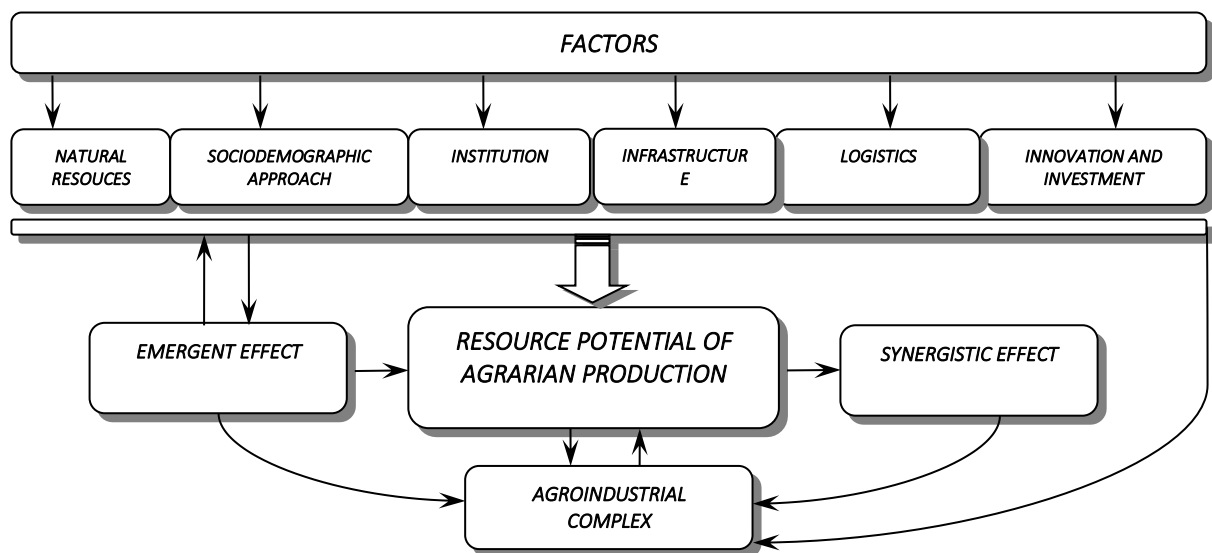 FACTORS
NATURAL
RESOUCES
SOCIODEMOGRAPHIC
APPROACH
INSTITUTION
INFRASTRUCTUR
E
LOGISTICS
INNOVATION AND
INVESTMENT
EMERGENT EFFECT
RESOURCE POTENTIAL OF
AGRARIAN PRODUCTION
SYNERGISTIC EFFECT
AGROINDUSTRIAL
COMPLEX